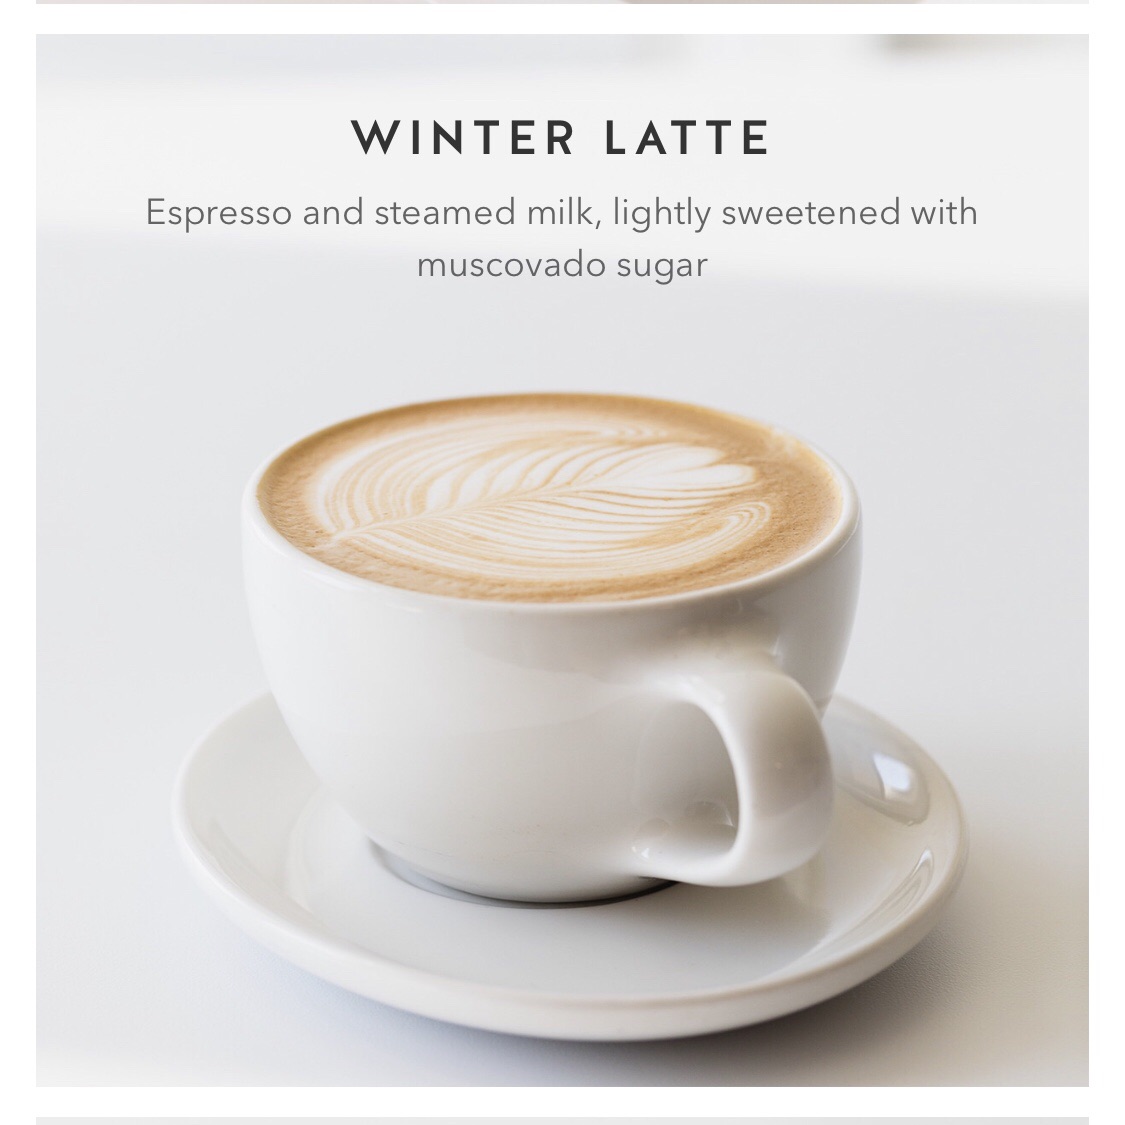 WINTER LATTE
Espresso and steamed milk, lightly sweetened with
muscovado sugar